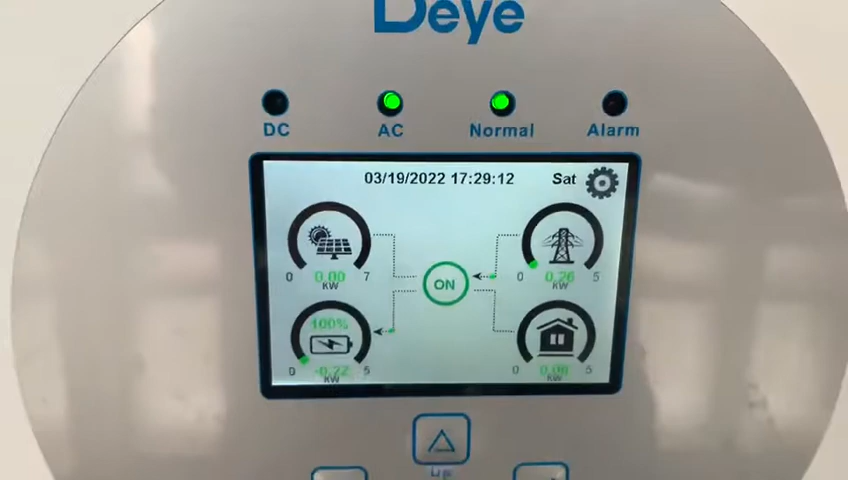 Deye
DC AC Normal Alarm
03/19/2022 17:29:12 Sat
0 0.00 7
KW
0 0.26 5
KW
ON
100%
0 -0.22 5
KW
0 0.00 5
KW